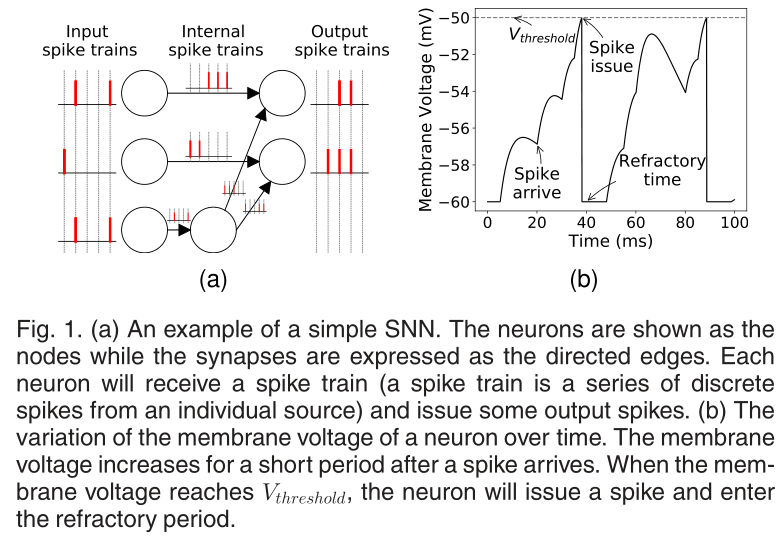 Input
spike trains
Internal
spike trains
Output
spike trains
(a)
Membrane Voltage (mV)
−50
−52
−54
−56
−58
−60
V_threshold
Spike
issue
Spike
arrive
Refractory
time
0
20
40
60
80
100
Time (ms)
(b)
Fig. 1. (a) An example of a simple SNN. The neurons are shown as the
nodes while the synapses are expressed as the directed edges. Each
neuron will receive a spike train (a spike train is a series of discrete
spikes from an individual source) and issue some output spikes. (b) The
variation of the membrane voltage of a neuron over time. The membrane
voltage increases for a short period after a spike arrives. When the mem-
brane voltage reaches V_threshold, the neuron will issue a spike and enter
the refractory period.